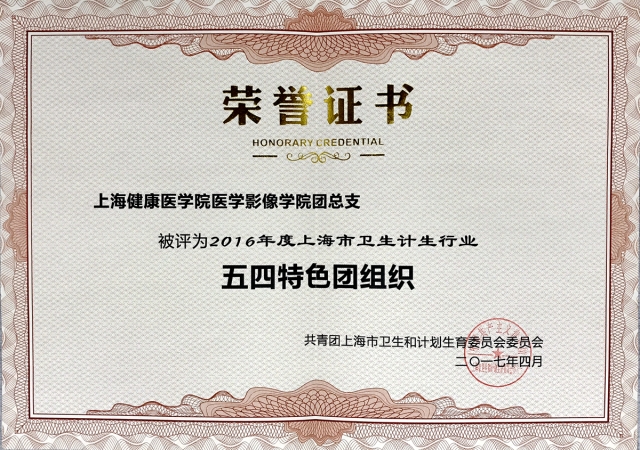 荣誉证书
HONORARY CREDENTIAL
上海健康医学院医学影像学院团总支
被评为2016年度上海市卫生计生行业
五四特色团组织
共青团上海市卫生和计划生育委员会委员会
二〇一七年四月